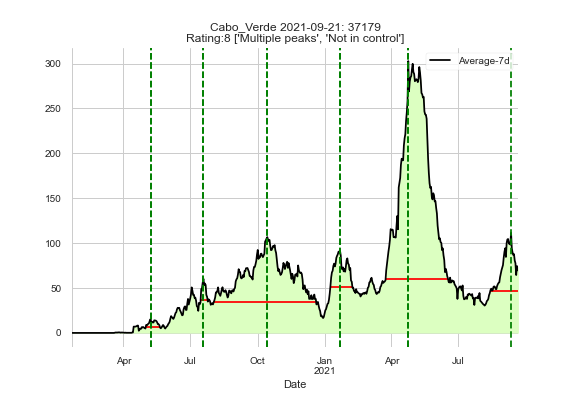 Cabo_Verde 2021-09-21: 37179
Rating:8 ['Multiple peaks', 'Not in control']
Average-7d
300
250
200
150
100
50
0
Apr Jul Oct Jan Apr Jul
2021
Date